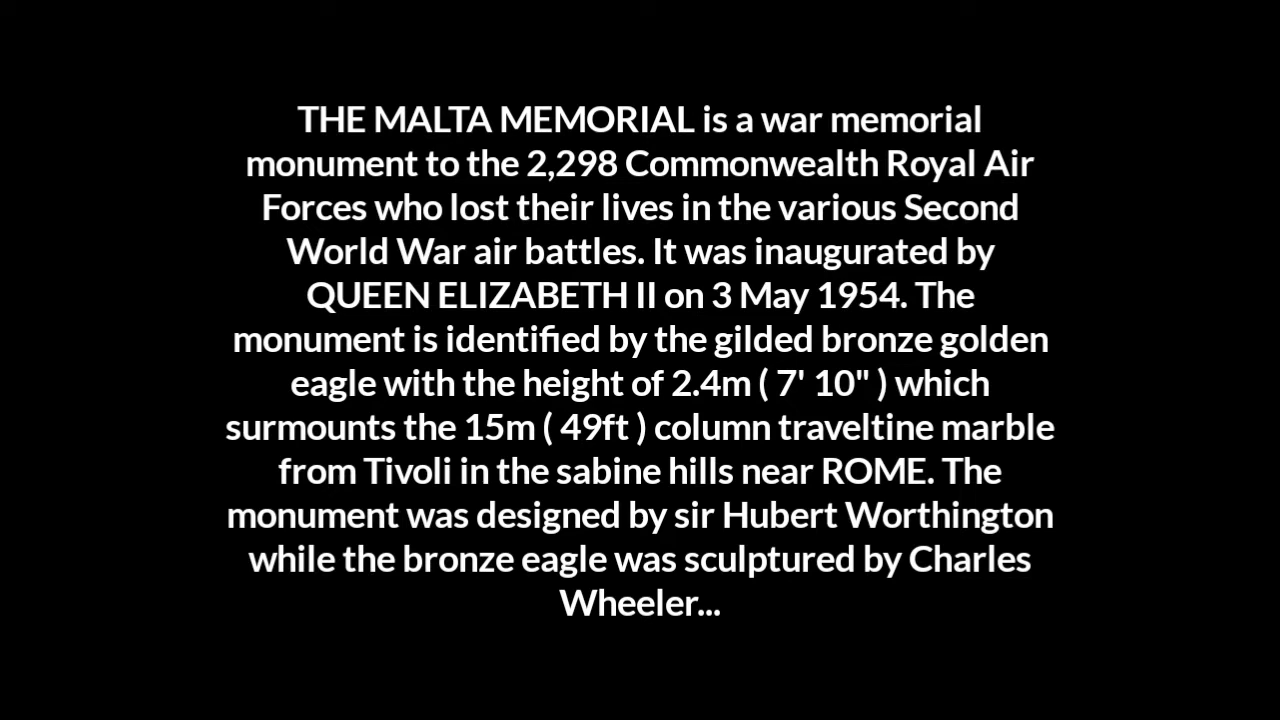 THE MALTA MEMORIAL is a war memorial
monument to the 2,298 Commonwealth Royal Air
Forces who lost their lives in the various Second
World War air battles. It was inaugurated by
QUEEN ELIZABETH II on 3 May 1954. The
monument is identified by the gilded bronze golden
eagle with the height of 2.4m ( 7' 10" ) which
surmounts the 15m ( 49ft ) column traveltine marble
from Tivoli in the sabine hills near ROME. The
monument was designed by sir Hubert Worthington
while the bronze eagle was sculptured by Charles
Wheeler...